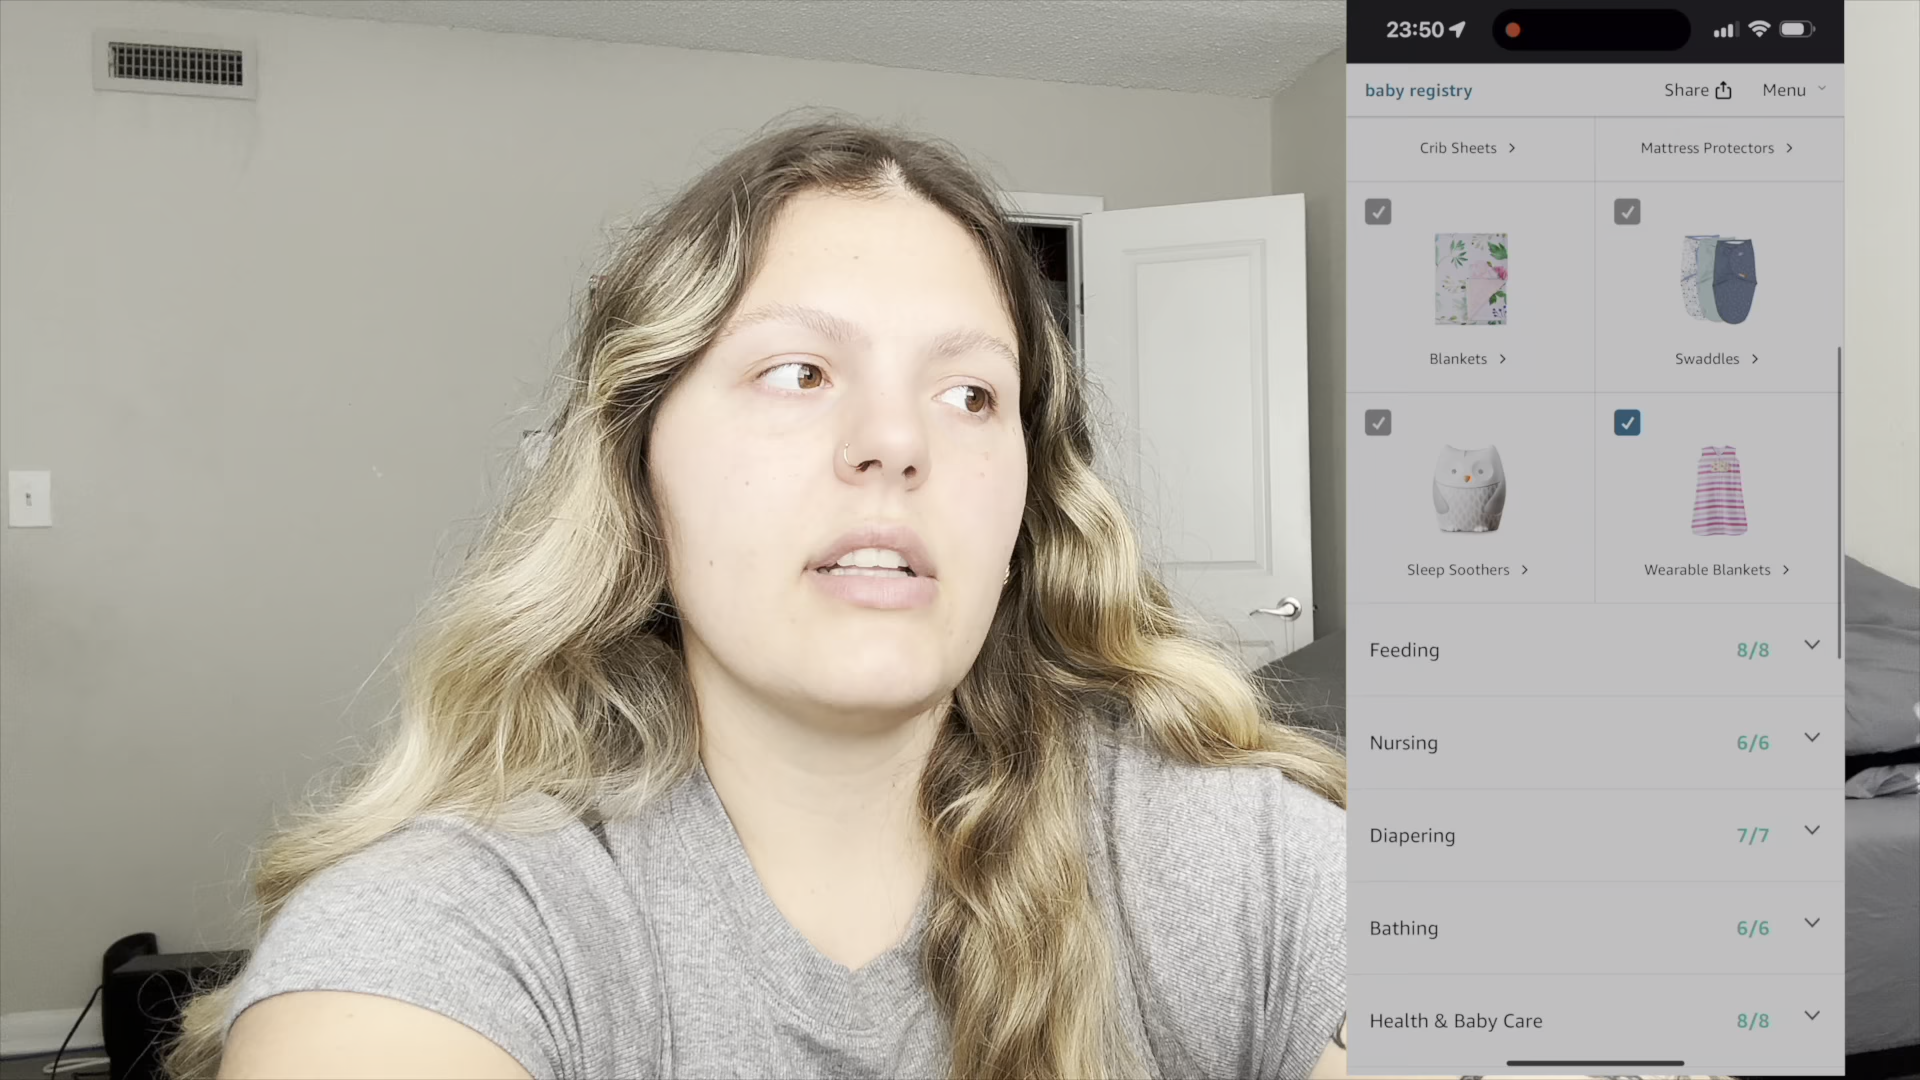 23:50
baby registry Share Menu
Crib Sheets Mattress Protectors
Blankets Swaddles
Sleep Soothers Wearable Blankets
Feeding 8/8
Nursing 6/6
Diapering 7/7
Bathing 6/6
Health & Baby Care 8/8